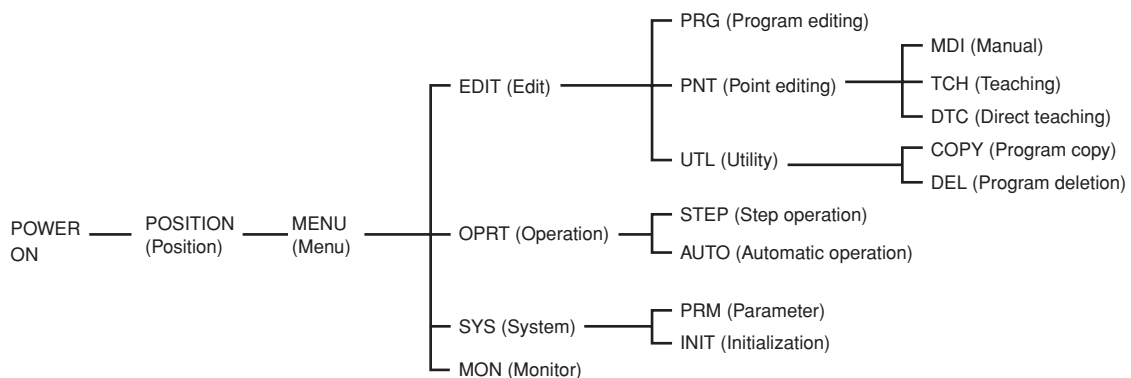 POWER
ON
POSITION
(Position)
MENU
(Menu)
EDIT (Edit)
PRG (Program editing)
PNT (Point editing)
MDI (Manual)
TCH (Teaching)
DTC (Direct teaching)
UTL (Utility)
COPY (Program copy)
DEL (Program deletion)
OPRT (Operation)
STEP (Step operation)
AUTO (Automatic operation)
SYS (System)
PRM (Parameter)
INIT (Initialization)
MON (Monitor)